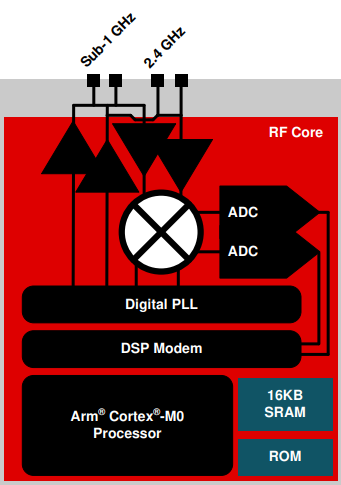 Sub-1 GHz
2.4 GHz
RF Core
ADC
ADC
Digital PLL
DSP Modem
Arm® Cortex®-M0
Processor
16KB
SRAM
ROM